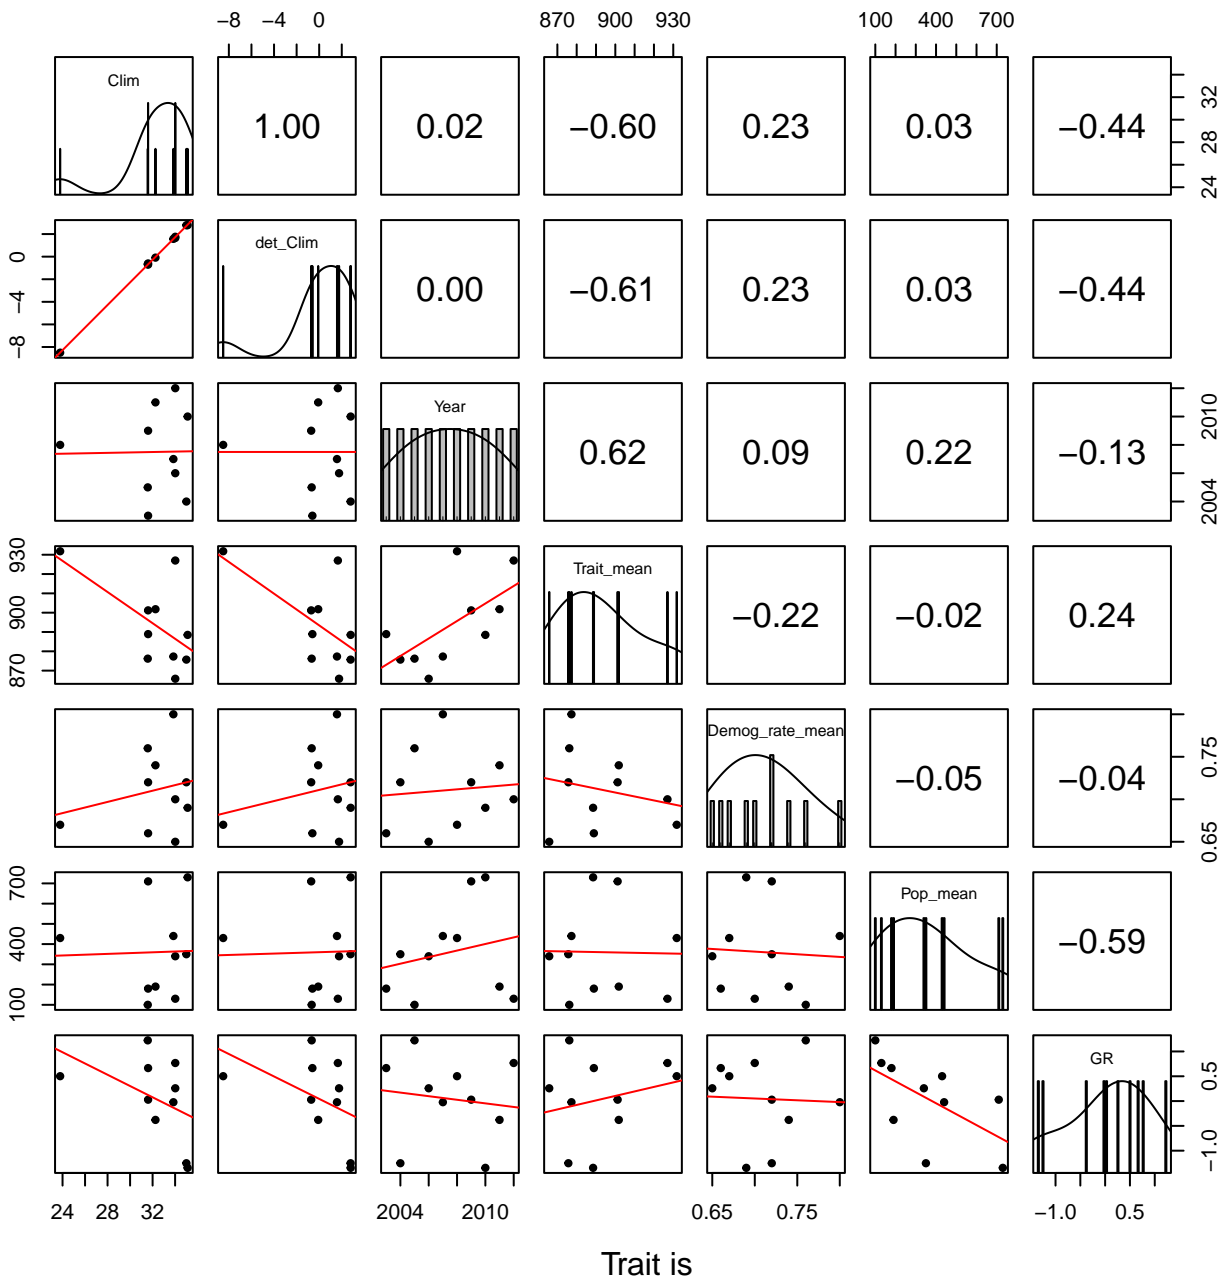 −8 −4 0 870 900 930 100 400 700
Clim 1.00 0.02 −0.60 0.23 0.03 −0.44 24 28 32
−8 −4 0 det_Clim 0.00 −0.61 0.23 0.03 −0.44
Year 0.62 0.09 0.22 −0.13 2004 2010
870 900 930 Trait_mean −0.22 −0.02 0.24
Demog_rate_mean −0.05 −0.04 0.65 0.75
100 400 700 Pop_mean −0.59
GR −1.0 0.5
24 28 32 2004 2010 0.65 0.75 −1.0 0.5
Trait is